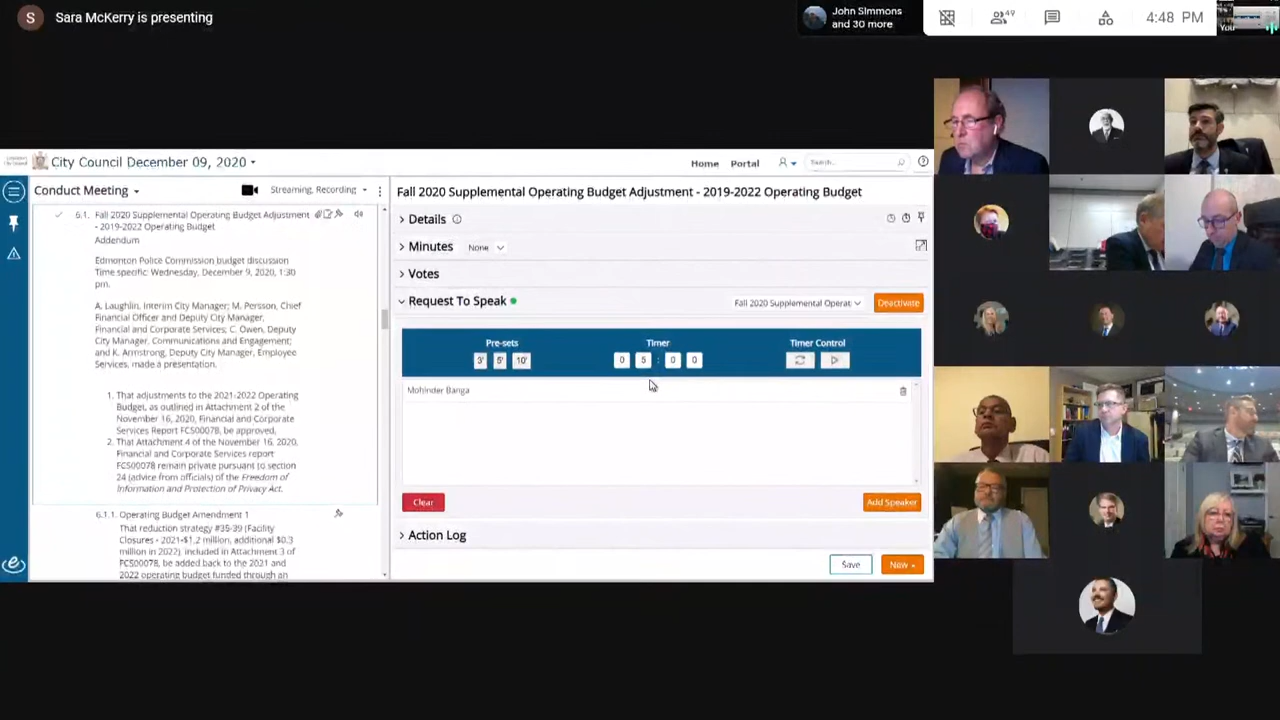 S
Sara McKerry is presenting
John Simmons
and 30 more
49
4:48 PM
You
City Council December 09, 2020
Home
Portal
Search...
Conduct Meeting
Streaming, Recording
6.1. Fall 2020 Supplemental Operating Budget Adjustment
- 2019-2022 Operating Budget
Addendum
Edmonton Police Commission budget discussion
Time specific: Wednesday, December 9, 2020, 1:30
pm.
A. Laughlin, Interim City Manager; M. Persson, Chief
Financial Officer and Deputy City Manager,
Financial and Corporate Services; C. Owen, Deputy
City Manager, Communications and Engagement;
and K. Armstrong, Deputy City Manager, Employee
Services, made a presentation.
1. That adjustments to the 2021-2022 Operating
Budget, as outlined in Attachment 2 of the
November 16, 2020, Financial and Corporate
Services Report FCS00078, be approved.
2. That Attachment 4 of the November 16, 2020,
Financial and Corporate Services report
FCS00078 remain private pursuant to section
24 (advice from officials) of the Freedom of
Information and Protection of Privacy Act.
6.1.1. Operating Budget Amendment 1
That reduction strategy #35-39 (Facility
Closures - 2021-$1.2 million, additional $0.3
million in 2022), included in Attachment 3 of
FCS00078, be added back to the 2021 and
2022 operating budget funded through an
Fall 2020 Supplemental Operating Budget Adjustment - 2019-2022 Operating Budget
Details
Minutes
None
Votes
Request To Speak
Fall 2020 Supplemental Operat
Deactivate
Pre-sets
Timer
Timer Control
3' 5' 10'
0 5 : 0 0
Mohinder Banga
Clear
Add Speaker
Action Log
Save
New